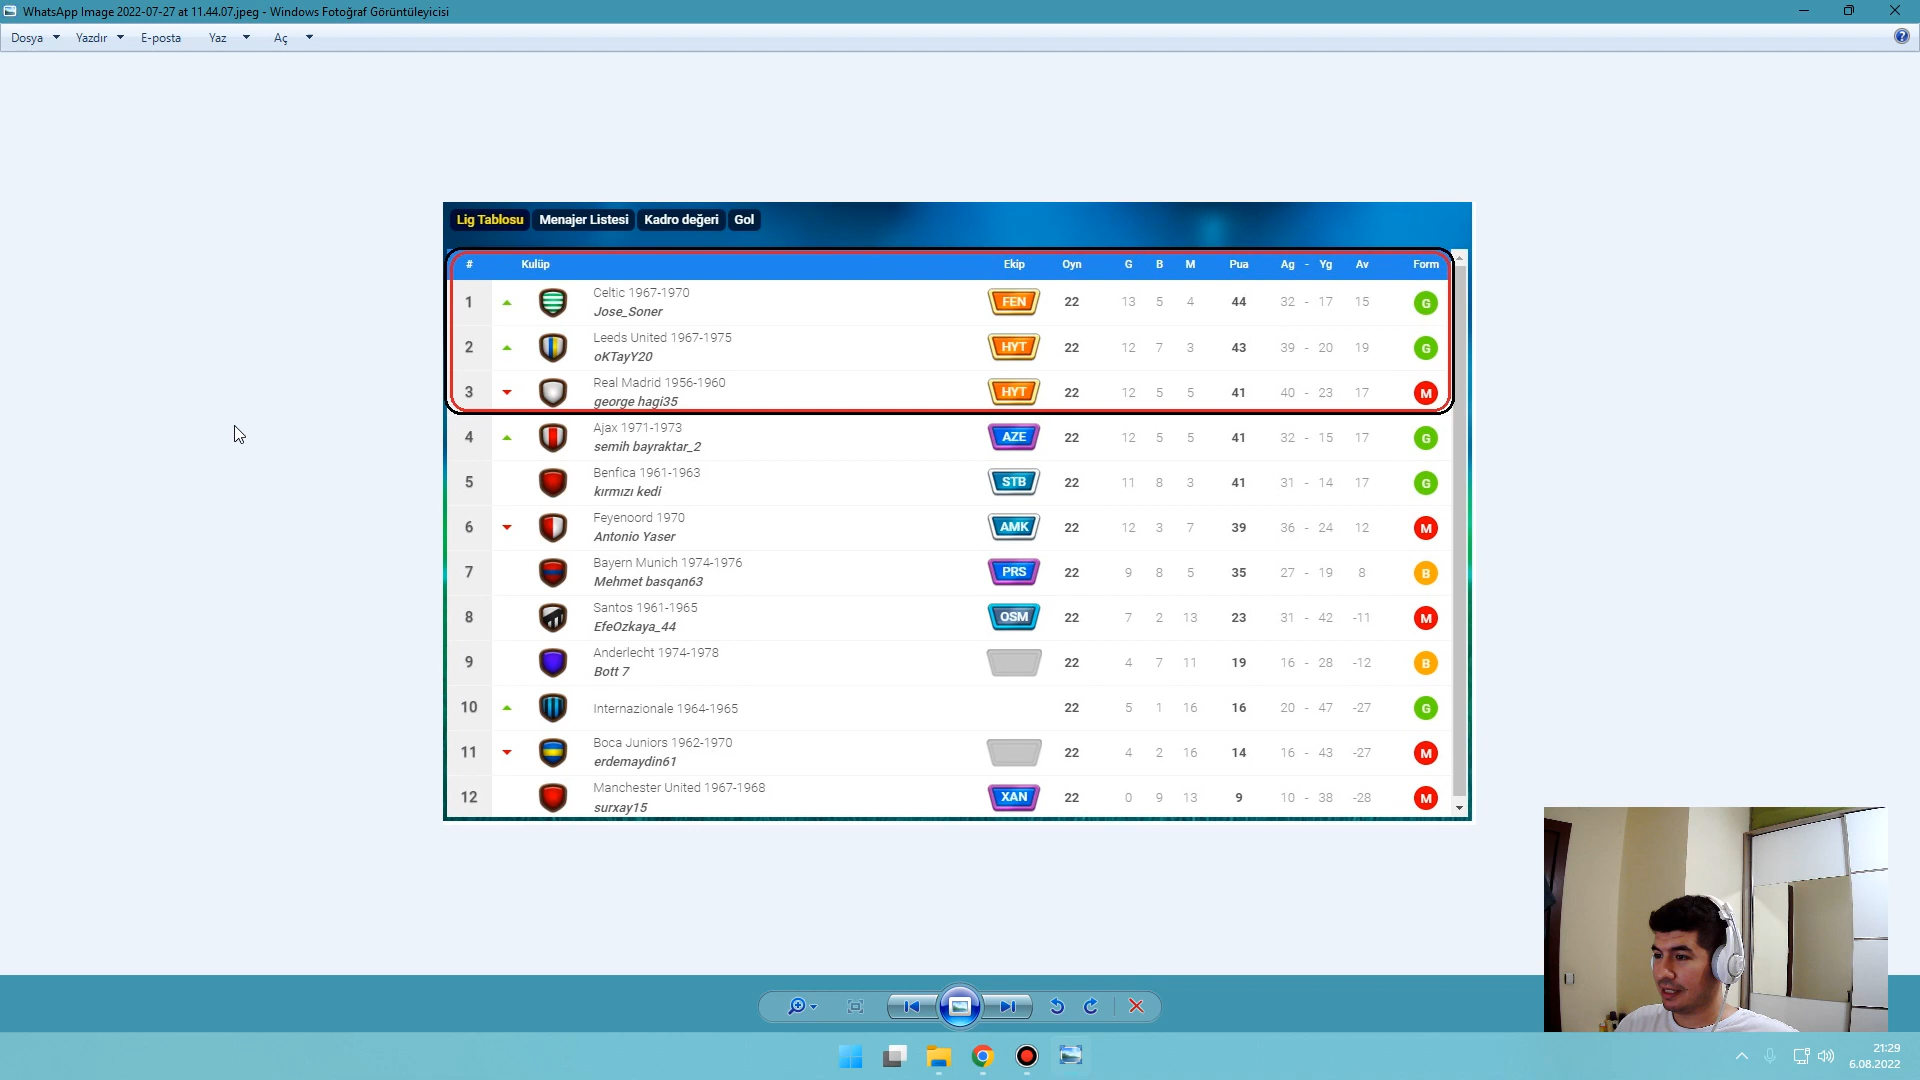 WhatsApp Image 2022-07-27 at 11.44.07.jpeg - Windows Fotoğraf Görüntüleyicisi
Dosya Yazdır E-posta Yaz Aç
Lig Tablosu Menajer Listesi Kadro değeri Gol
# Kulüp Ekip Oyn G B M Pua Ag - Yg Av Form
1 Celtic 1967-1970 FEN 22 13 5 4 44 32 - 17 15 G
Jose_Soner
2 Leeds United 1967-1975 HYT 22 12 7 3 43 39 - 20 19 G
oKTayY20
3 Real Madrid 1956-1960 HYT 22 12 5 5 41 40 - 23 17 M
george hagi35
4 Ajax 1971-1973 AZE 22 12 5 5 41 32 - 15 17 G
semih bayraktar_2
5 Benfica 1961-1963 STB 22 11 8 3 41 31 - 14 17 G
kırmızı kedi
6 Feyenoord 1970 AMK 22 12 3 7 39 36 - 24 12 M
Antonio Yaser
7 Bayern Munich 1974-1976 PRS 22 9 8 5 35 27 - 19 8 B
Mehmet basqan63
8 Santos 1961-1965 OSM 22 7 2 13 23 31 - 42 -11 M
EfeOzkaya_44
9 Anderlecht 1974-1978 22 4 7 11 19 16 - 28 -12 B
Bott 7
10 Internazionale 1964-1965 22 5 1 16 16 20 - 47 -27 G
11 Boca Juniors 1962-1970 22 4 2 16 14 16 - 43 -27 M
erdemaydin61
12 Manchester United 1967-1968 XAN 22 0 9 13 9 10 - 38 -28 M
surxay15
21:29
6.08.2022